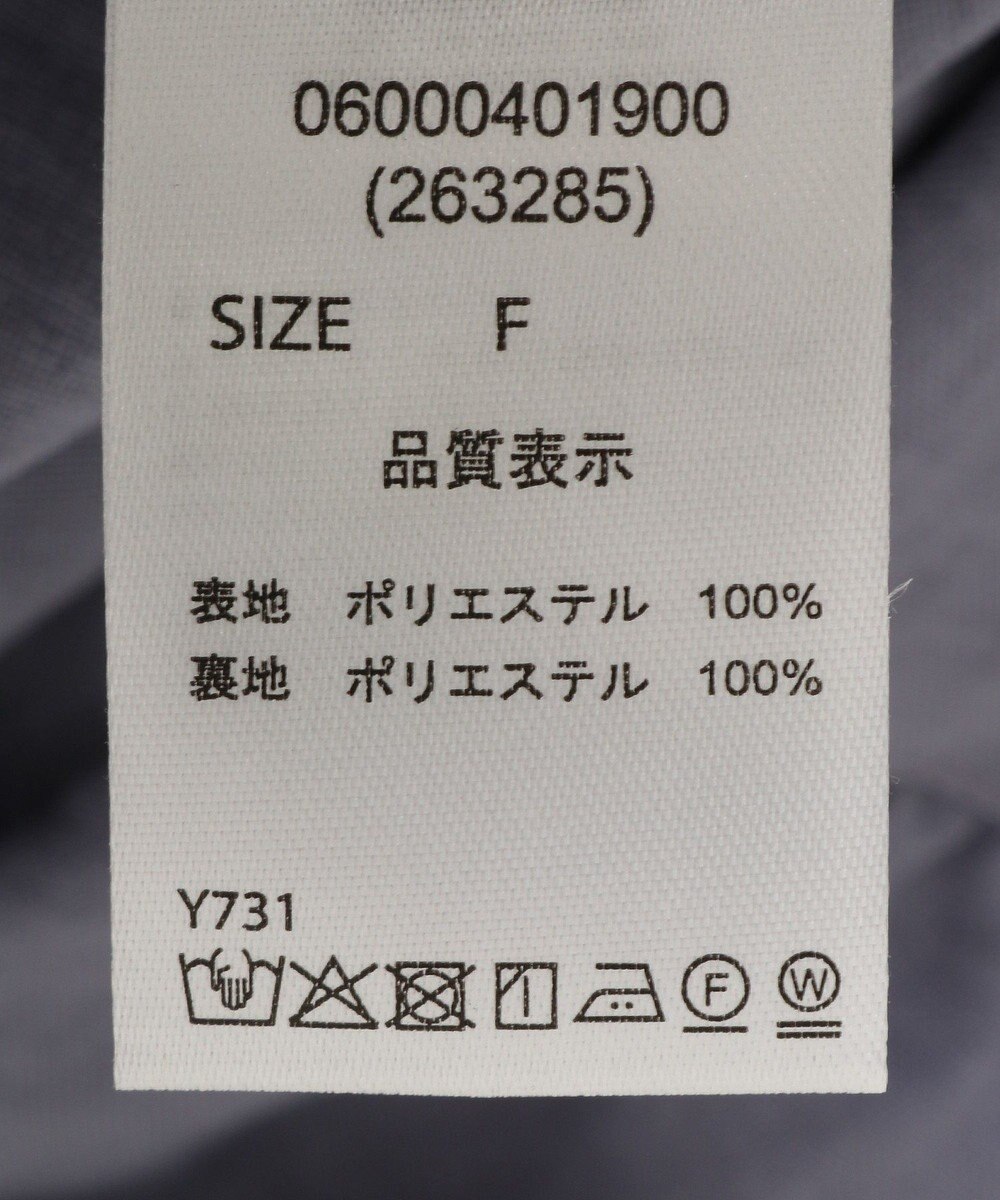 06000401900
(263285)
SIZE F
品質表示
表地 ポリエステル 100%
裏地 ポリエステル 100%
Y731
F W